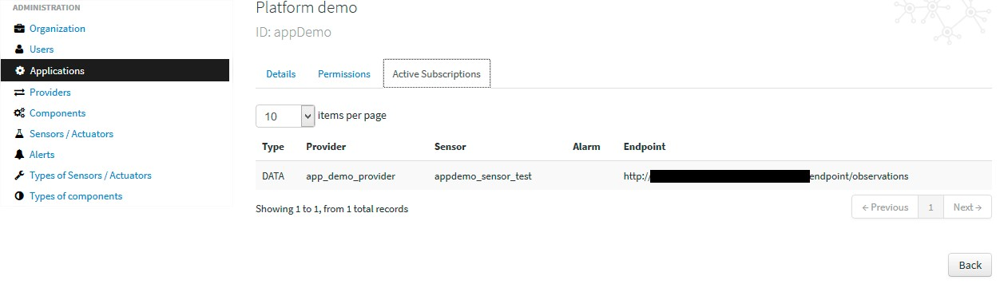 ADMINISTRATION
Organization
Users
Applications
Providers
Components
Sensors / Actuators
Alerts
Types of Sensors / Actuators
Types of components
Platform demo
ID: appDemo
Details Permissions Active Subscriptions
10 items per page
Type Provider Sensor Alarm Endpoint
DATA app_demo_provider appdemo_sensor_test http:/ endpoint/observations
Showing 1 to 1, from 1 total records
← Previous 1 Next →
Back